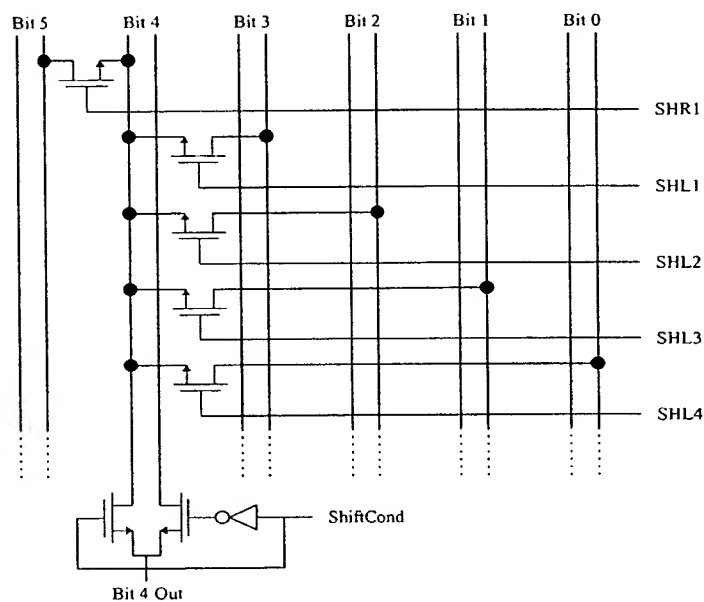 Bit 5 Bit 4 Bit 3 Bit 2 Bit 1 Bit 0
SHR1
SHL1
SHL2
SHL3
SHL4
ShiftCond
Bit 4 Out